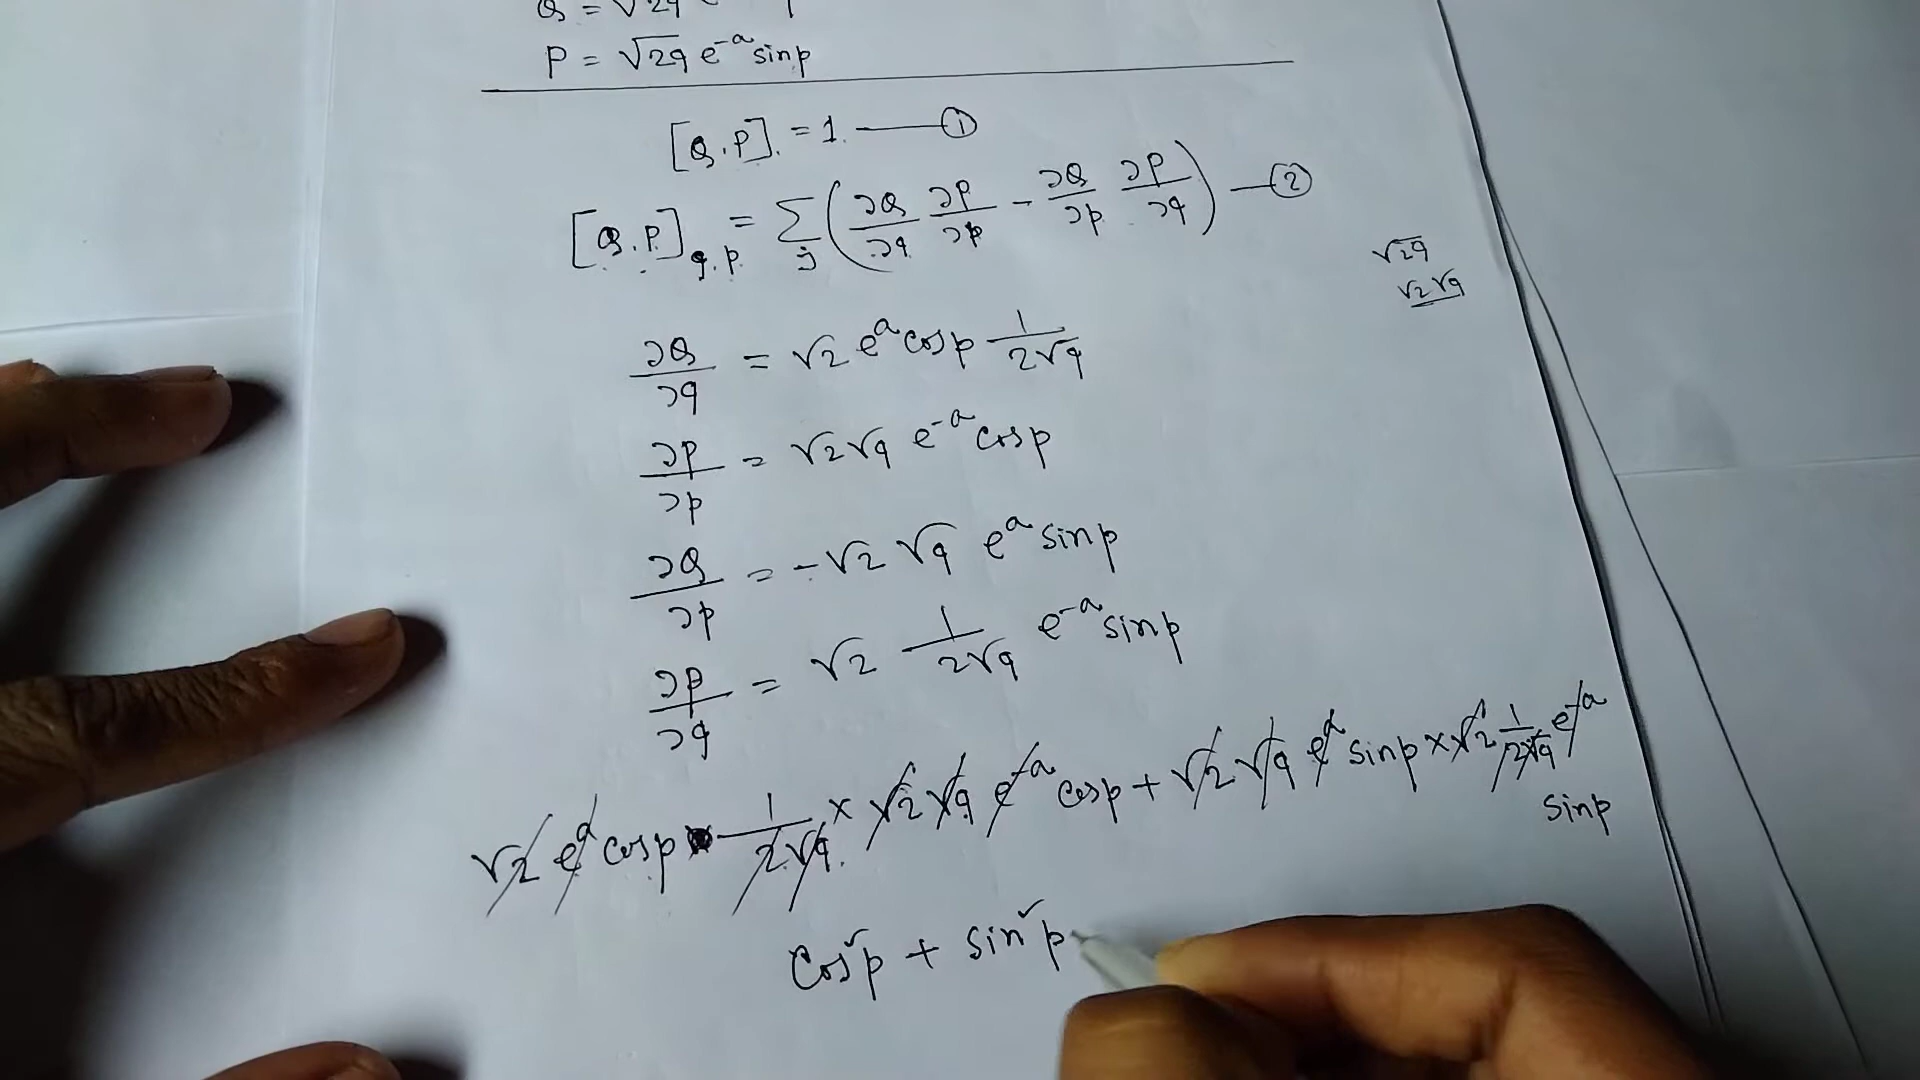 Q = √2q
P = √2q e^-a sin p
[Q.P] = 1. ——— ①
[Q.P]q.p. = Σj (∂Q/∂q ∂P/∂p - ∂Q/∂p ∂P/∂q) — ②
√2q
√2√q
∂Q/∂q = √2 e^a cos p 1/2√q
∂P/∂p = √2√q e^-a cos p
∂Q/∂p = -√2 √q e^a sin p
∂P/∂q = √2 1/2√q e^-a sin p
√2 e^a cos p 1/2√q. × √2√q e^-a cos p + √2√q e^a sin p × √2 1/2√q e^-a
sin p
cos²p + sin²p